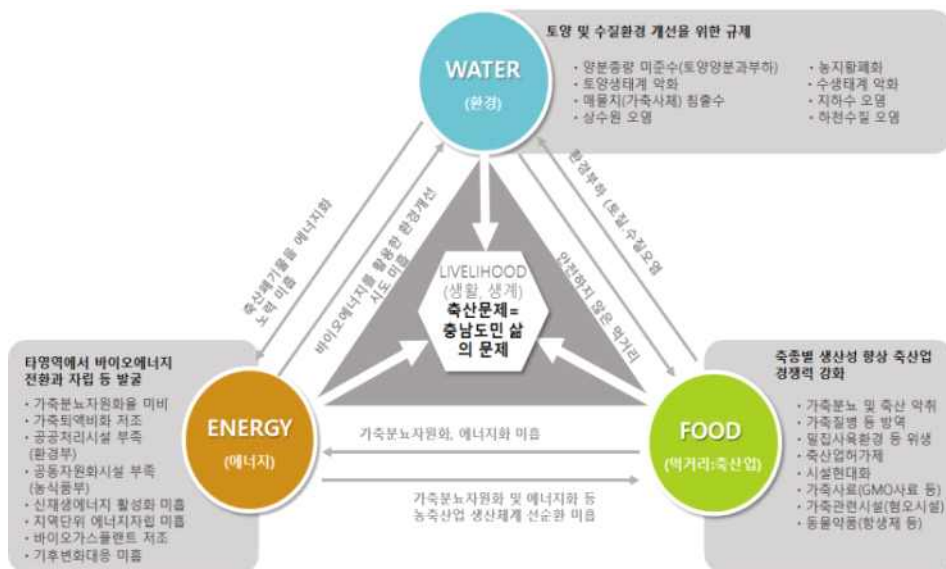 토양 및 수질환경 개선을 위한 규제
WATER
(환경)
• 양분총량 미준수(토양양분과부하)
• 토양생태계 악화
• 매몰지(가축사체) 침출수
• 상수원 오염
• 농지황폐화
• 수생태계 악화
• 지하수 오염
• 하천수질 오염
축산폐기물을 에너지화
노력 미흡
바이오에너지를 활용한 환경개선
시도 미흡
환경부하 (토질.수질오염
안전하지 않은 먹거리
LIVELIHOOD
(생활, 생계)
축산문제=
충남도민 삶
의 문제
타영역에서 바이오에너지
전환과 자립 등 발굴
• 가축분뇨자원화율 미비
• 가축퇴액비화 저조
• 공공처리시설 부족
(환경부)
• 공동자원화시설 부족
(농식품부)
• 신재생에너지 활성화 미흡
• 지역단위 에너지자립 미흡
• 바이오가스플랜트 저조
• 기후변화대응 미흡
ENERGY
(에너지)
가축분뇨자원화, 에너지화 미흡
가축분뇨자원화 및 에너지화 등
농축산업 생산체계 선순환 미흡
FOOD
(먹거리:축산업)
축종별 생산성 향상 축산업
경쟁력 강화
• 가축분뇨 및 축산 악취
• 가축질병 등 방역
• 밀집사육환경 등 위생
• 축산업허가제
• 시설현대화
• 가축사료(GMO사료 등)
• 가축관련시설(혐오시설)
• 동물약품(항생제 등)